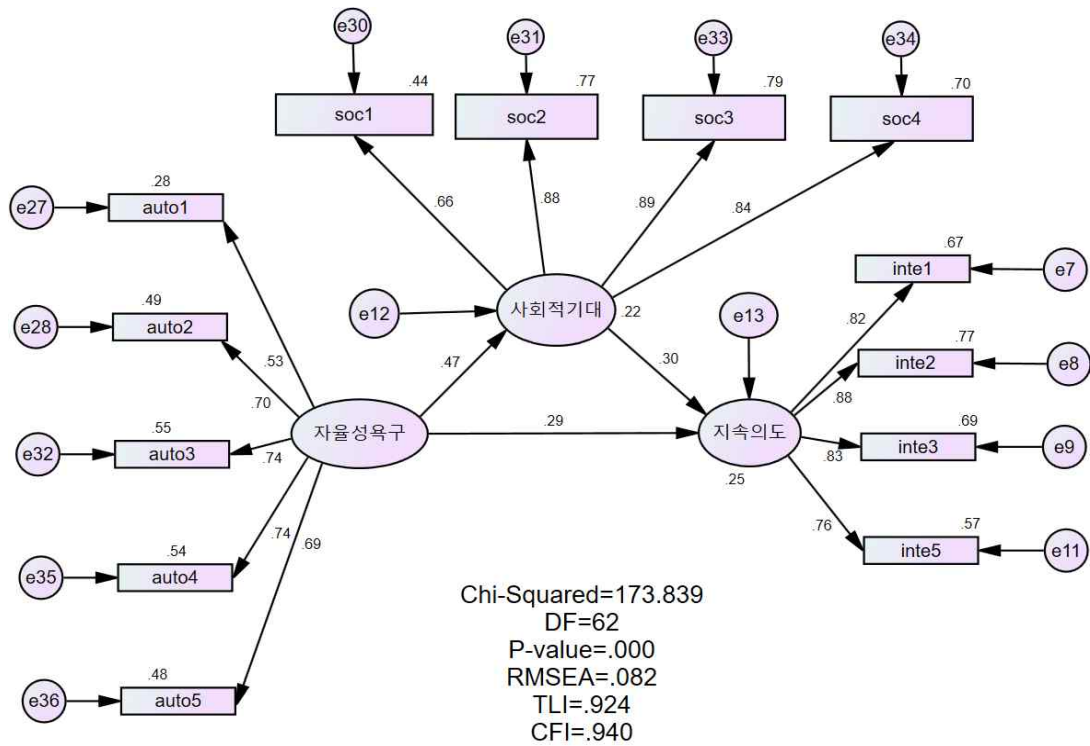 e30
e31
e33
e34
.44
soc1
.77
soc2
.79
soc3
.70
soc4
.66
.88
.89
.84
e27
.28
auto1
e28
.49
auto2
e32
.55
auto3
e35
.54
auto4
e36
.48
auto5
.53
.70
.74
.74
.69
자율성욕구
e12
.47
사회적기대
.22
.30
.29
e13
지속의도
.25
.82
.88
.83
.76
.67
inte1
e7
.77
inte2
e8
.69
inte3
e9
.57
inte5
e11
Chi-Squared=173.839
DF=62
P-value=.000
RMSEA=.082
TLI=.924
CFI=.940